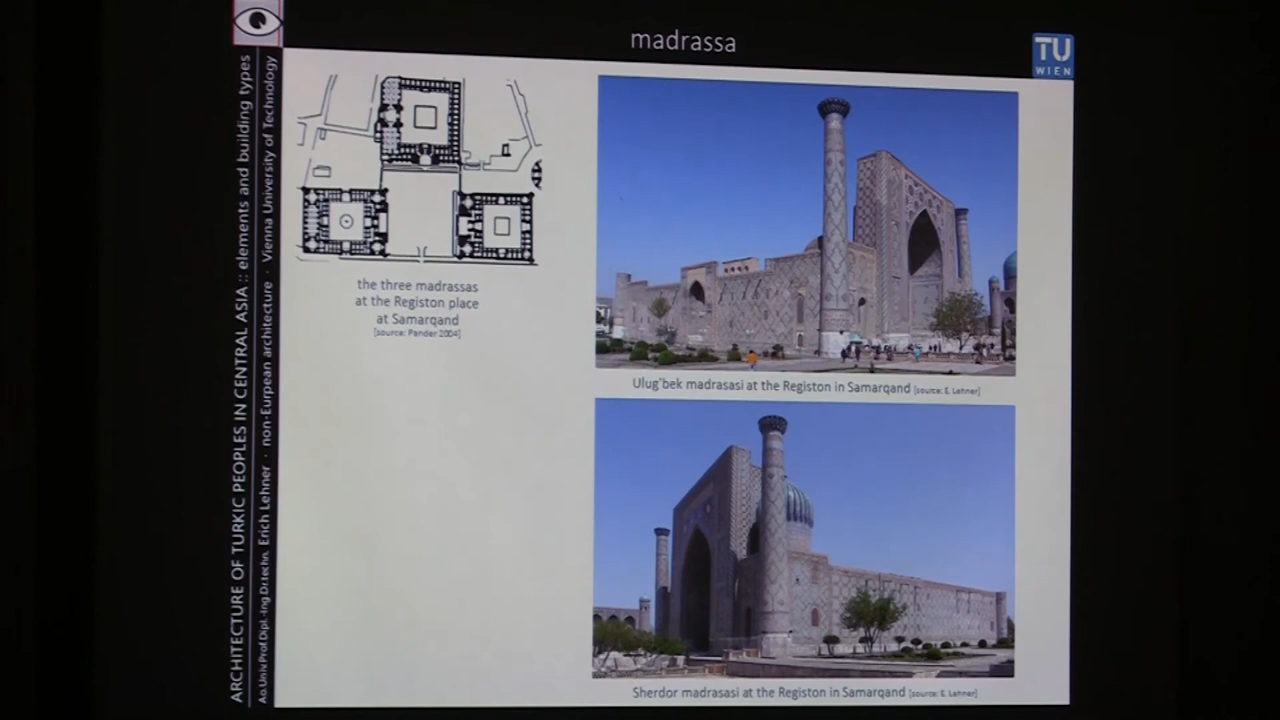 madrassa
TU
WIEN
ARCHITECTURE OF TURKIC PEOPLES IN CENTRAL ASIA :: elements and building types
Ao.Univ.Prof.Dipl.-Ing Dr.techn. Erich Lehner · non-Eurpean architecture · Vienna University of Technology
the three madrassas
at the Registon place
at Samarqand
[source: Pander 2004]
Ulug'bek madrasasi at the Registon in Samarqand [source: E. Lehner]
Sherdor madrasasi at the Registon in Samarqand [source: E. Lehner]